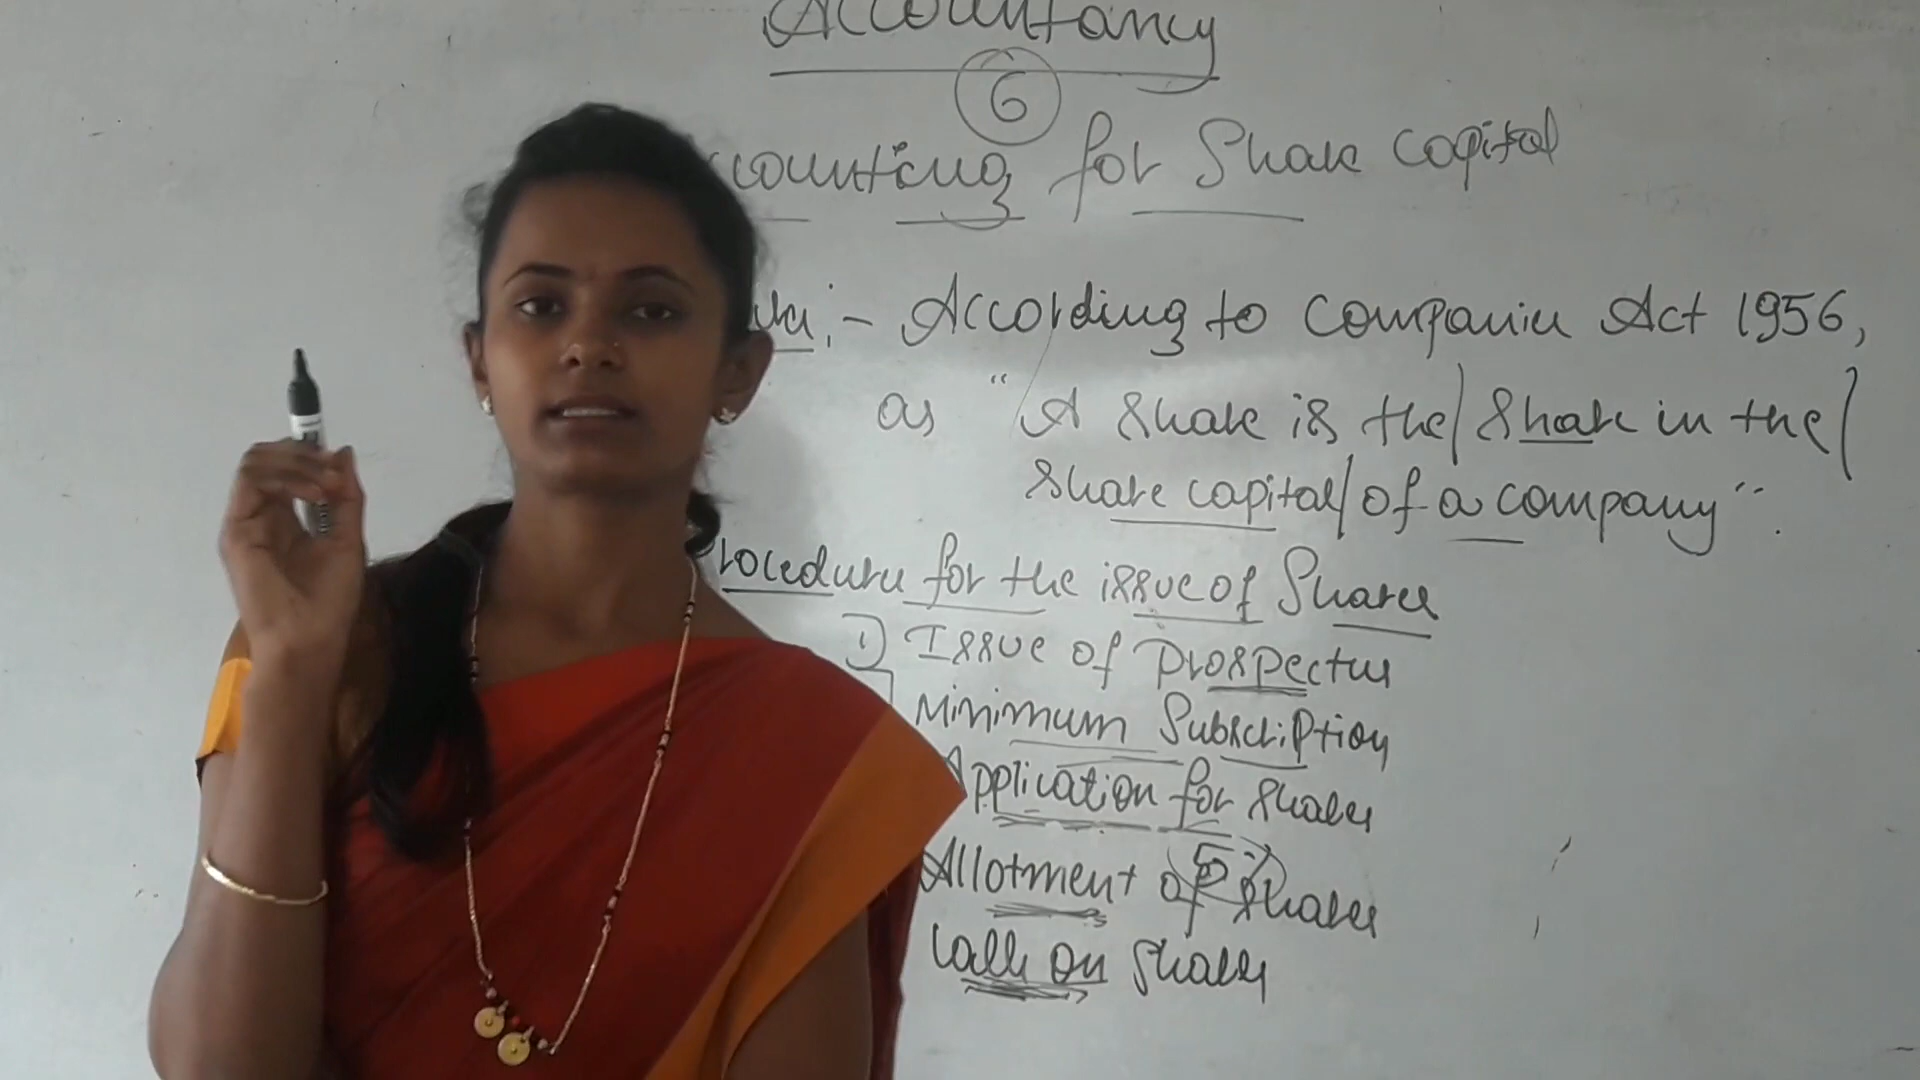 Accountancy
6
counting for Share capital
:- According to Companies Act 1956,
as "A share is the share in the
share capital of a company".
rocedure for the issue of Shares
1) Issue of Prospectus
Minimum Subscription
Application for shares
Allotment of shares
5%
Calls on Shares